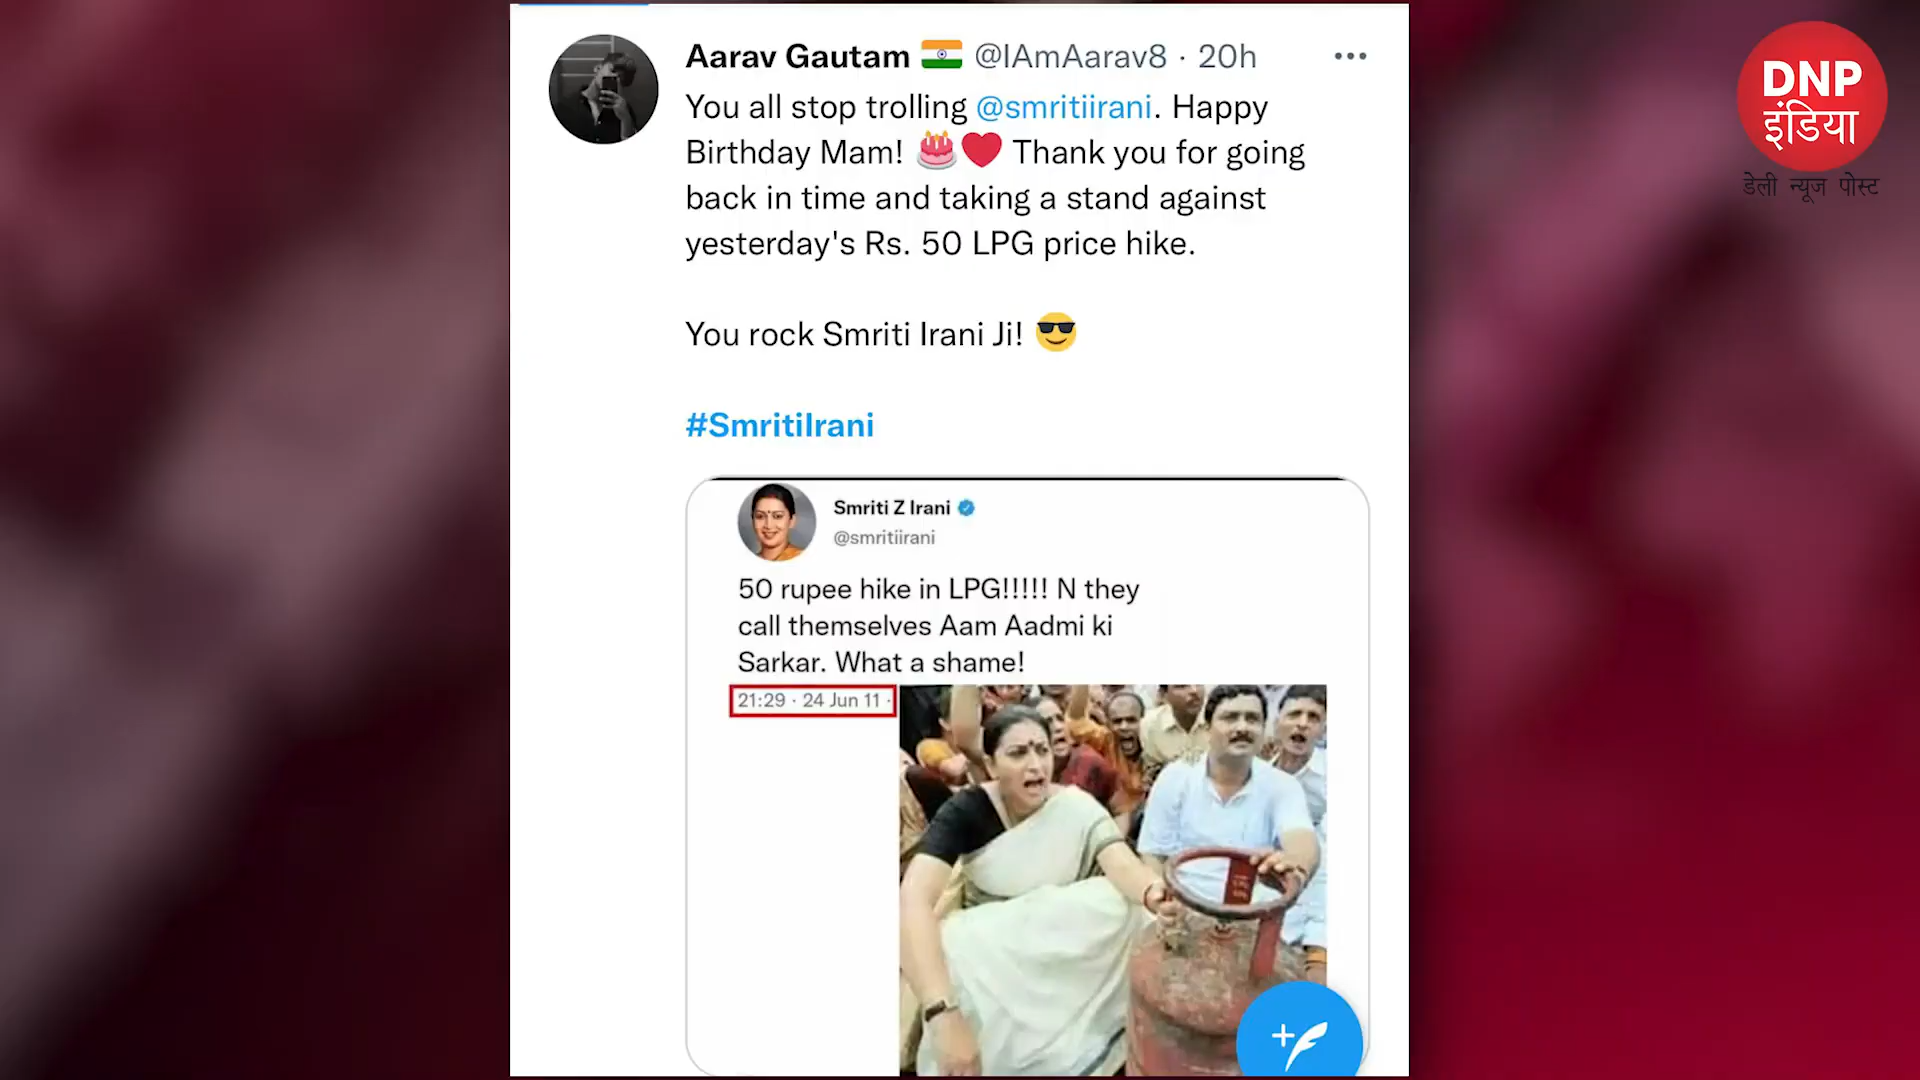 Aarav Gautam 🇮🇳 @IAmAarav8 · 20h
You all stop trolling @smritiirani. Happy
Birthday Mam! 🎂❤️ Thank you for going
back in time and taking a stand against
yesterday's Rs. 50 LPG price hike.
You rock Smriti Irani Ji! 😎
#SmritiIrani
Smriti Z Irani
@smritiirani
50 rupee hike in LPG!!!!! N they
call themselves Aam Aadmi ki
Sarkar. What a shame!
21:29 · 24 Jun 11 ·
DNP
इंडिया
डेली न्यूज पोस्ट